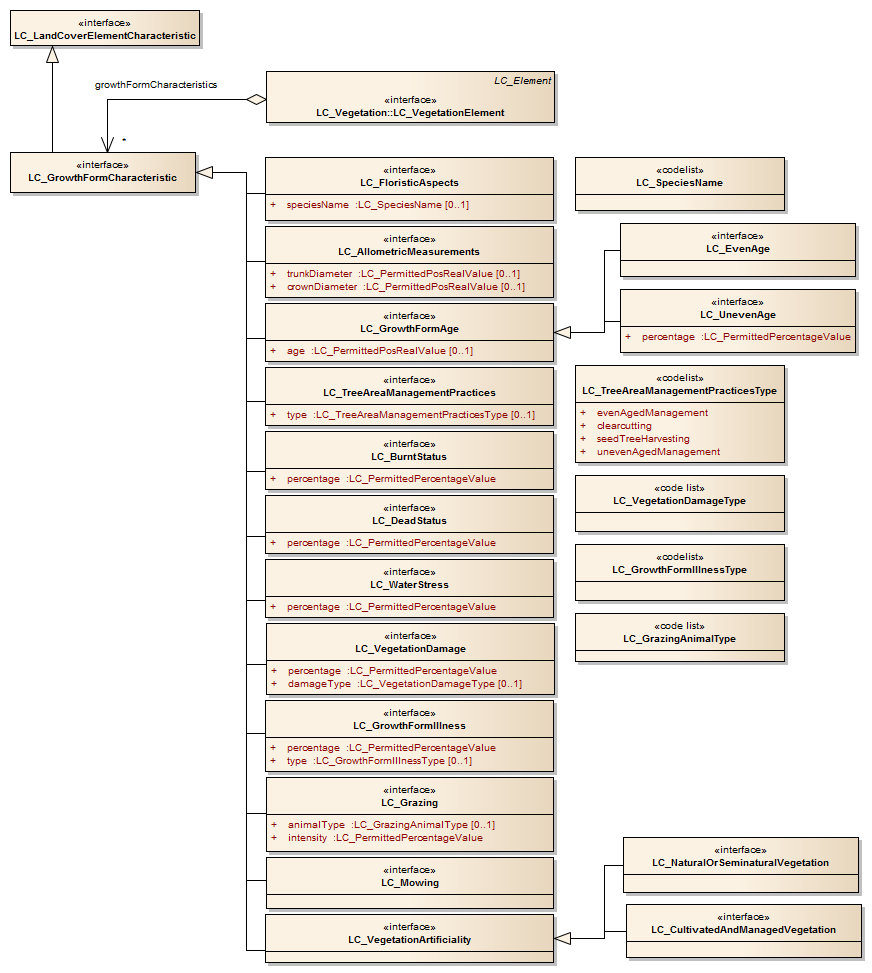 «interface»
LC_LandCoverElementCharacteristic
growthFormCharacteristics
LC_Element
«interface»
LC_Vegetation::LC_VegetationElement
*
«interface»
LC_GrowthFormCharacteristic
«interface»
LC_FloristicAspects
+ speciesName :LC_SpeciesName [0..1]
«codelist»
LC_SpeciesName
«interface»
LC_AllometricMeasurements
+ trunkDiameter :LC_PermittedPosRealValue [0..1]
+ crownDiameter :LC_PermittedPosRealValue [0..1]
«interface»
LC_EvenAge
«interface»
LC_GrowthFormAge
+ age :LC_PermittedPosRealValue [0..1]
«interface»
LC_UnevenAge
+ percentage :LC_PermittedPercentageValue
«interface»
LC_TreeAreaManagementPractices
+ type :LC_TreeAreaManagementPracticesType [0..1]
«codelist»
LC_TreeAreaManagementPracticesType
+ evenAgedManagement
+ clearcutting
+ seedTreeHarvesting
+ unevenAgedManagement
«interface»
LC_BurntStatus
+ percentage :LC_PermittedPercentageValue
«code list»
LC_VegetationDamageType
«interface»
LC_DeadStatus
+ percentage :LC_PermittedPercentageValue
«codelist»
LC_GrowthFormIllnessType
«interface»
LC_WaterStress
+ percentage :LC_PermittedPercentageValue
«code list»
LC_GrazingAnimalType
«interface»
LC_VegetationDamage
+ percentage :LC_PermittedPercentageValue
+ damageType :LC_VegetationDamageType [0..1]
«interface»
LC_GrowthFormIllness
+ percentage :LC_PermittedPercentageValue
+ type :LC_GrowthFormIllnessType [0..1]
«interface»
LC_Grazing
+ animalType :LC_GrazingAnimalType [0..1]
+ intensity :LC_PermittedPercentageValue
«interface»
LC_Mowing
«interface»
LC_NaturalOrSeminaturalVegetation
«interface»
LC_VegetationArtificiality
«interface»
LC_CultivatedAndManagedVegetation